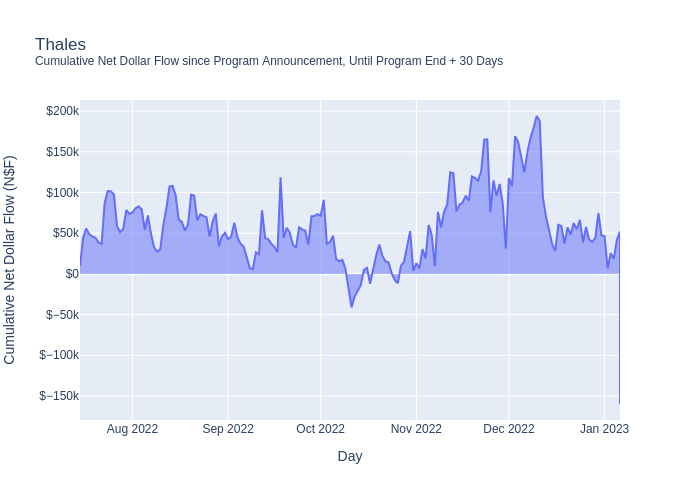 Thales
Cumulative Net Dollar Flow since Program Announcement, Until Program End + 30 Days
Cumulative Net Dollar Flow (N$F)
$200k
$150k
$100k
$50k
$0
$−50k
$−100k
$−150k
Aug 2022
Sep 2022
Oct 2022
Nov 2022
Dec 2022
Jan 2023
Day